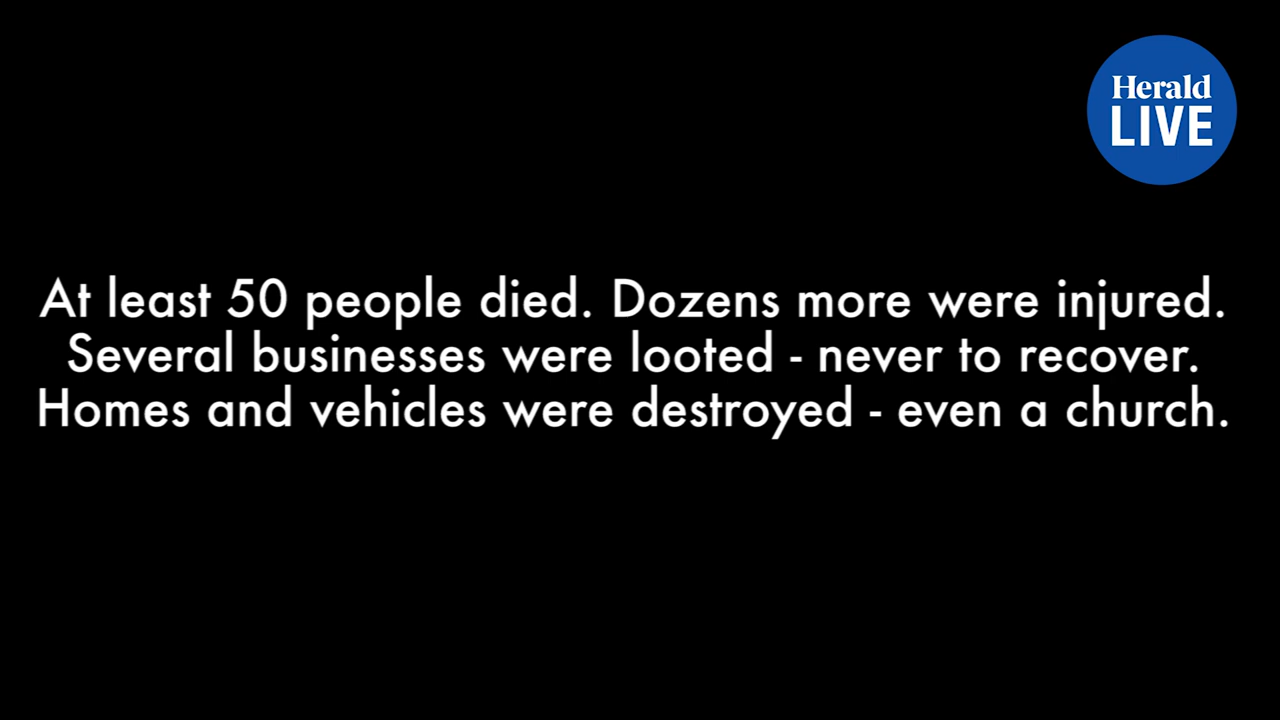 Herald
LIVE
At least 50 people died. Dozens more were injured.
Several businesses were looted - never to recover.
Homes and vehicles were destroyed - even a church.